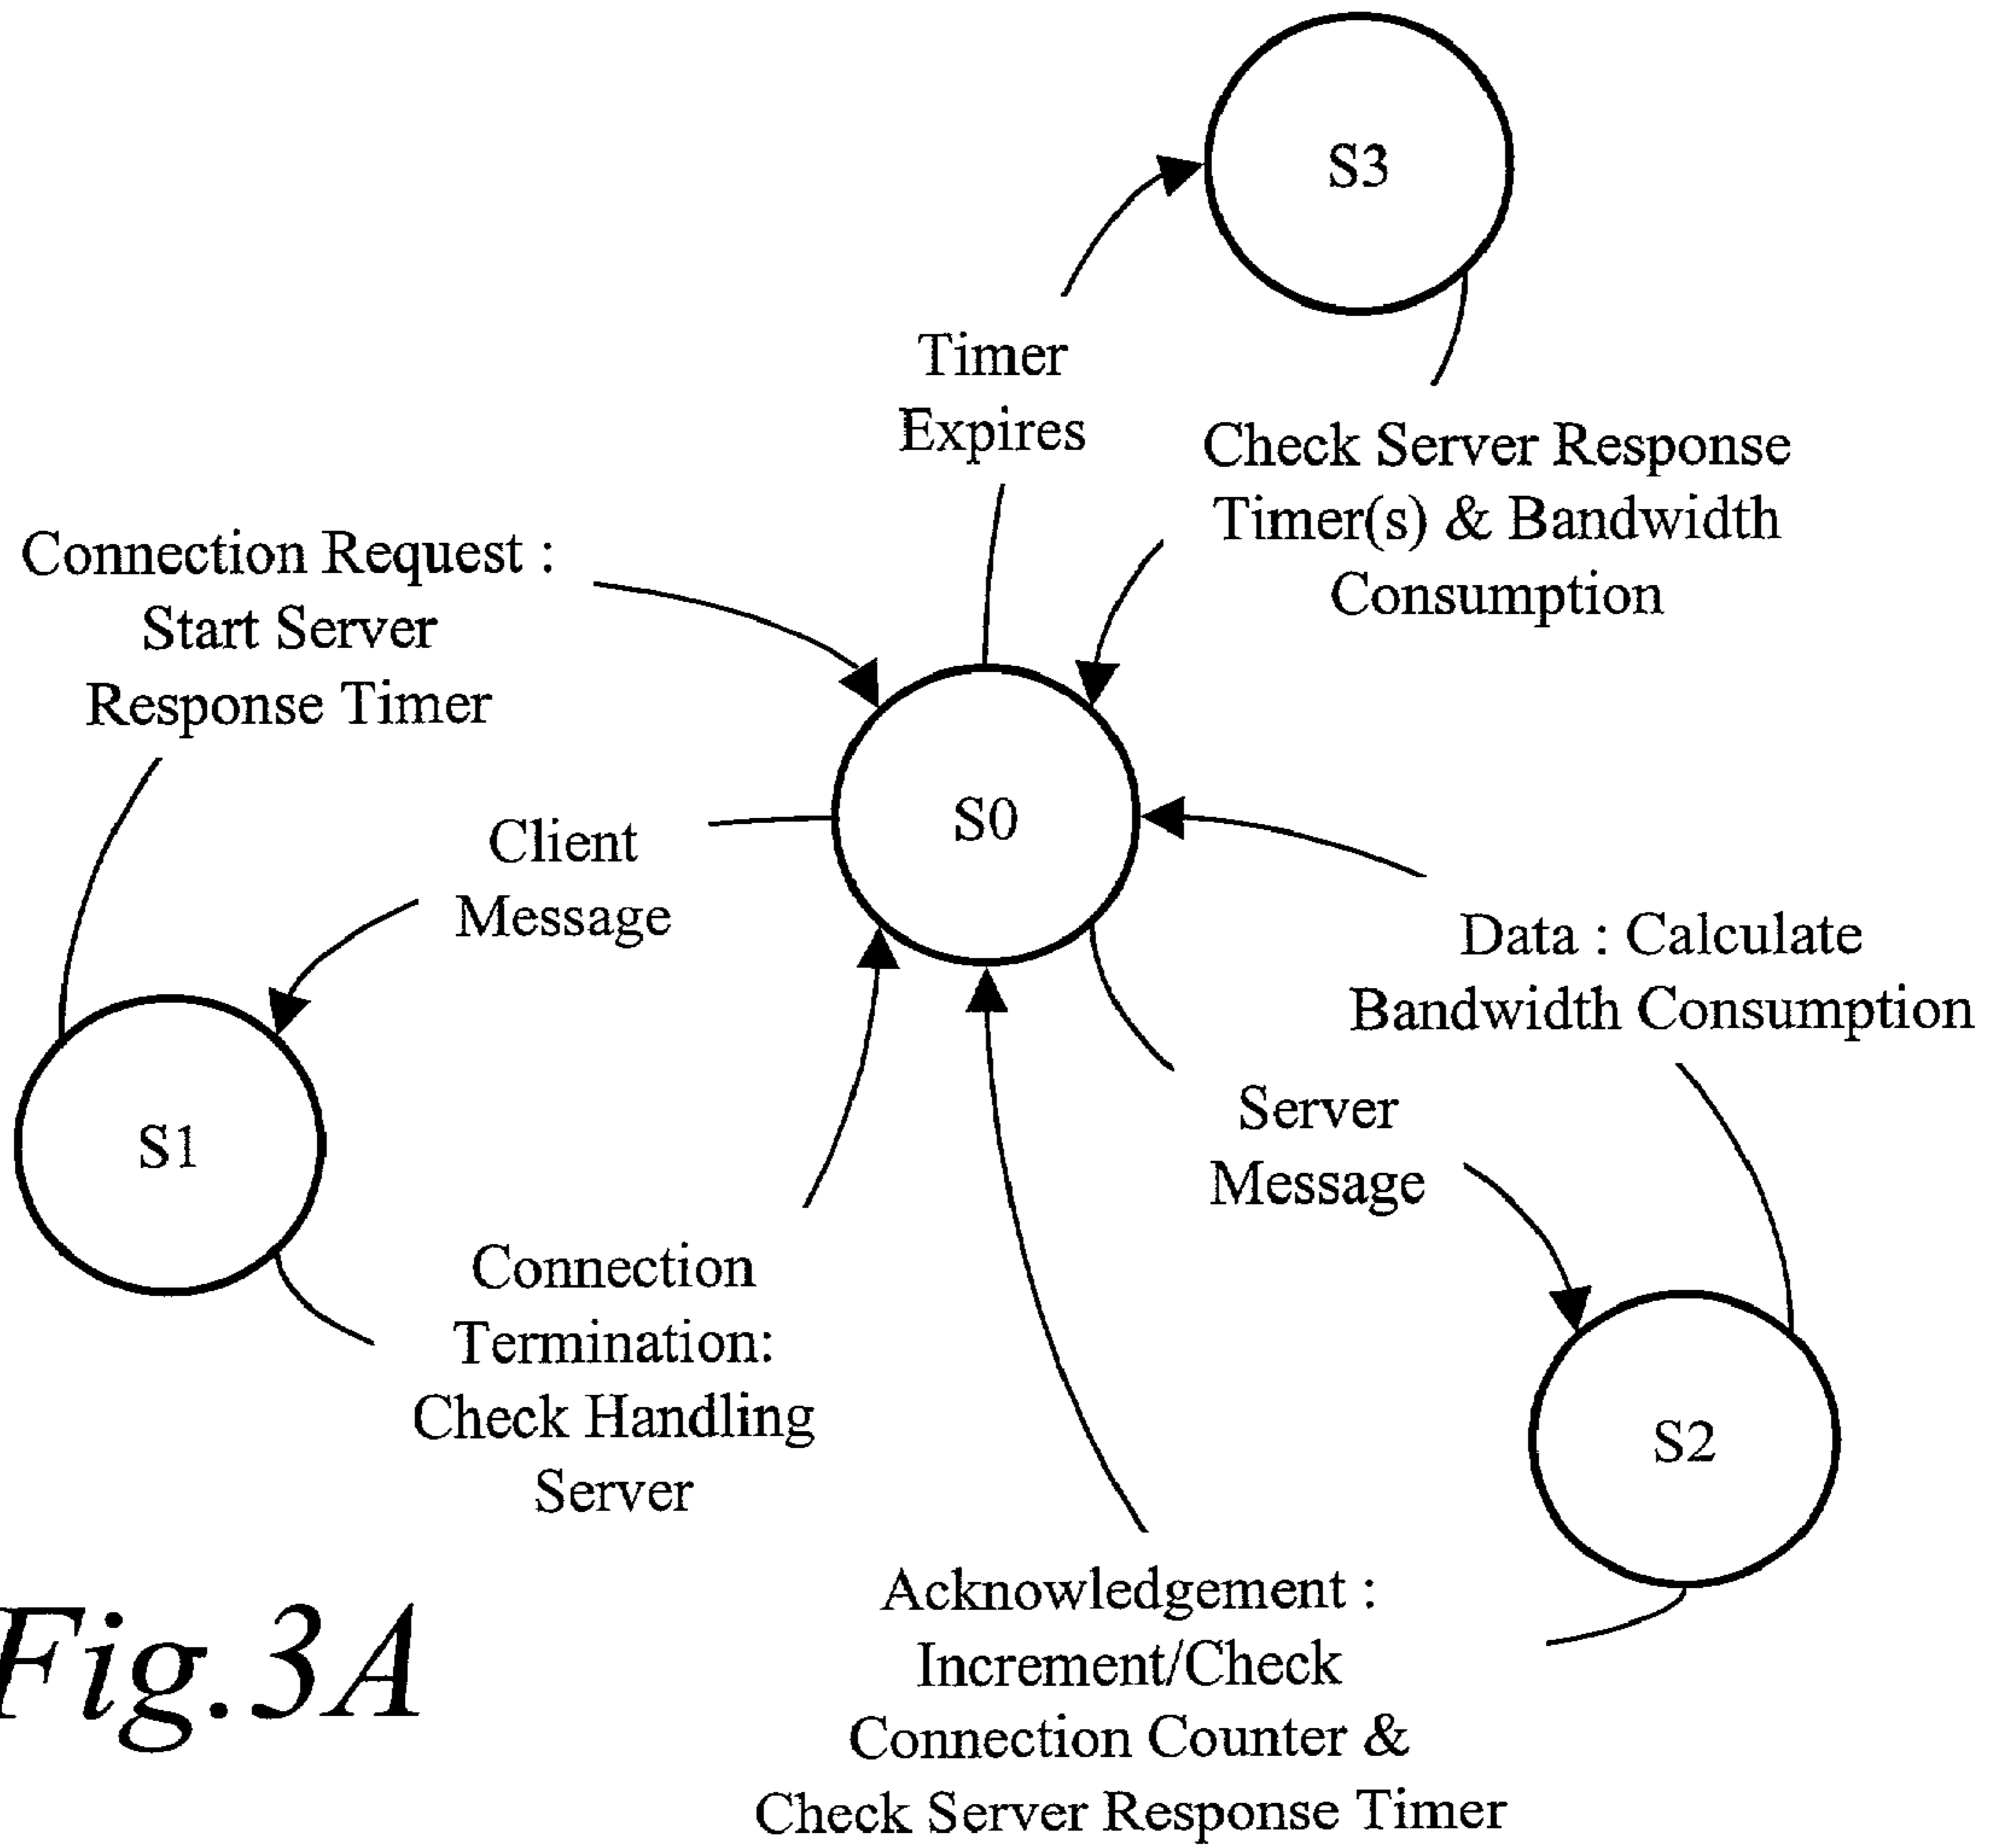 S3
Timer
Expires
Check Server Response
Timer(s) & Bandwidth
Consumption
Connection Request :
Start Server
Response Timer
Client
Message
S0
Data : Calculate
Bandwidth Consumption
Server
Message
S1
Connection
Termination:
Check Handling
Server
S2
Acknowledgement :
Increment/Check
Connection Counter &
Check Server Response Timer
Fig.3A